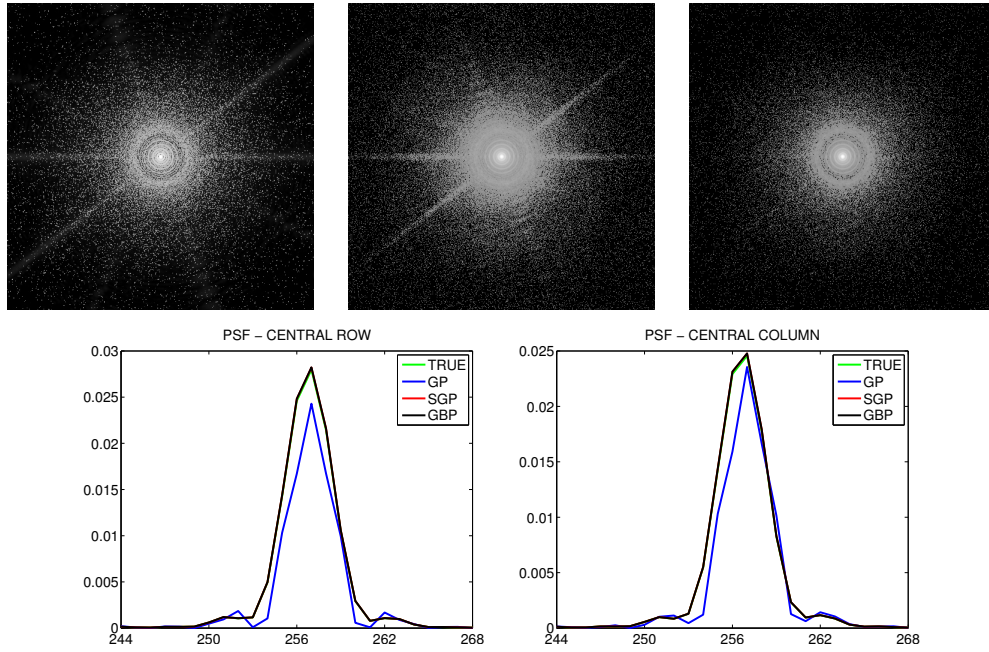 PSF − CENTRAL ROW
0.03
0.025
0.02
0.015
0.01
0.005
0
244 250 256 262 268
TRUE
GP
SGP
GBP
PSF − CENTRAL COLUMN
0.025
0.02
0.015
0.01
0.005
0
244 250 256 262 268
TRUE
GP
SGP
GBP